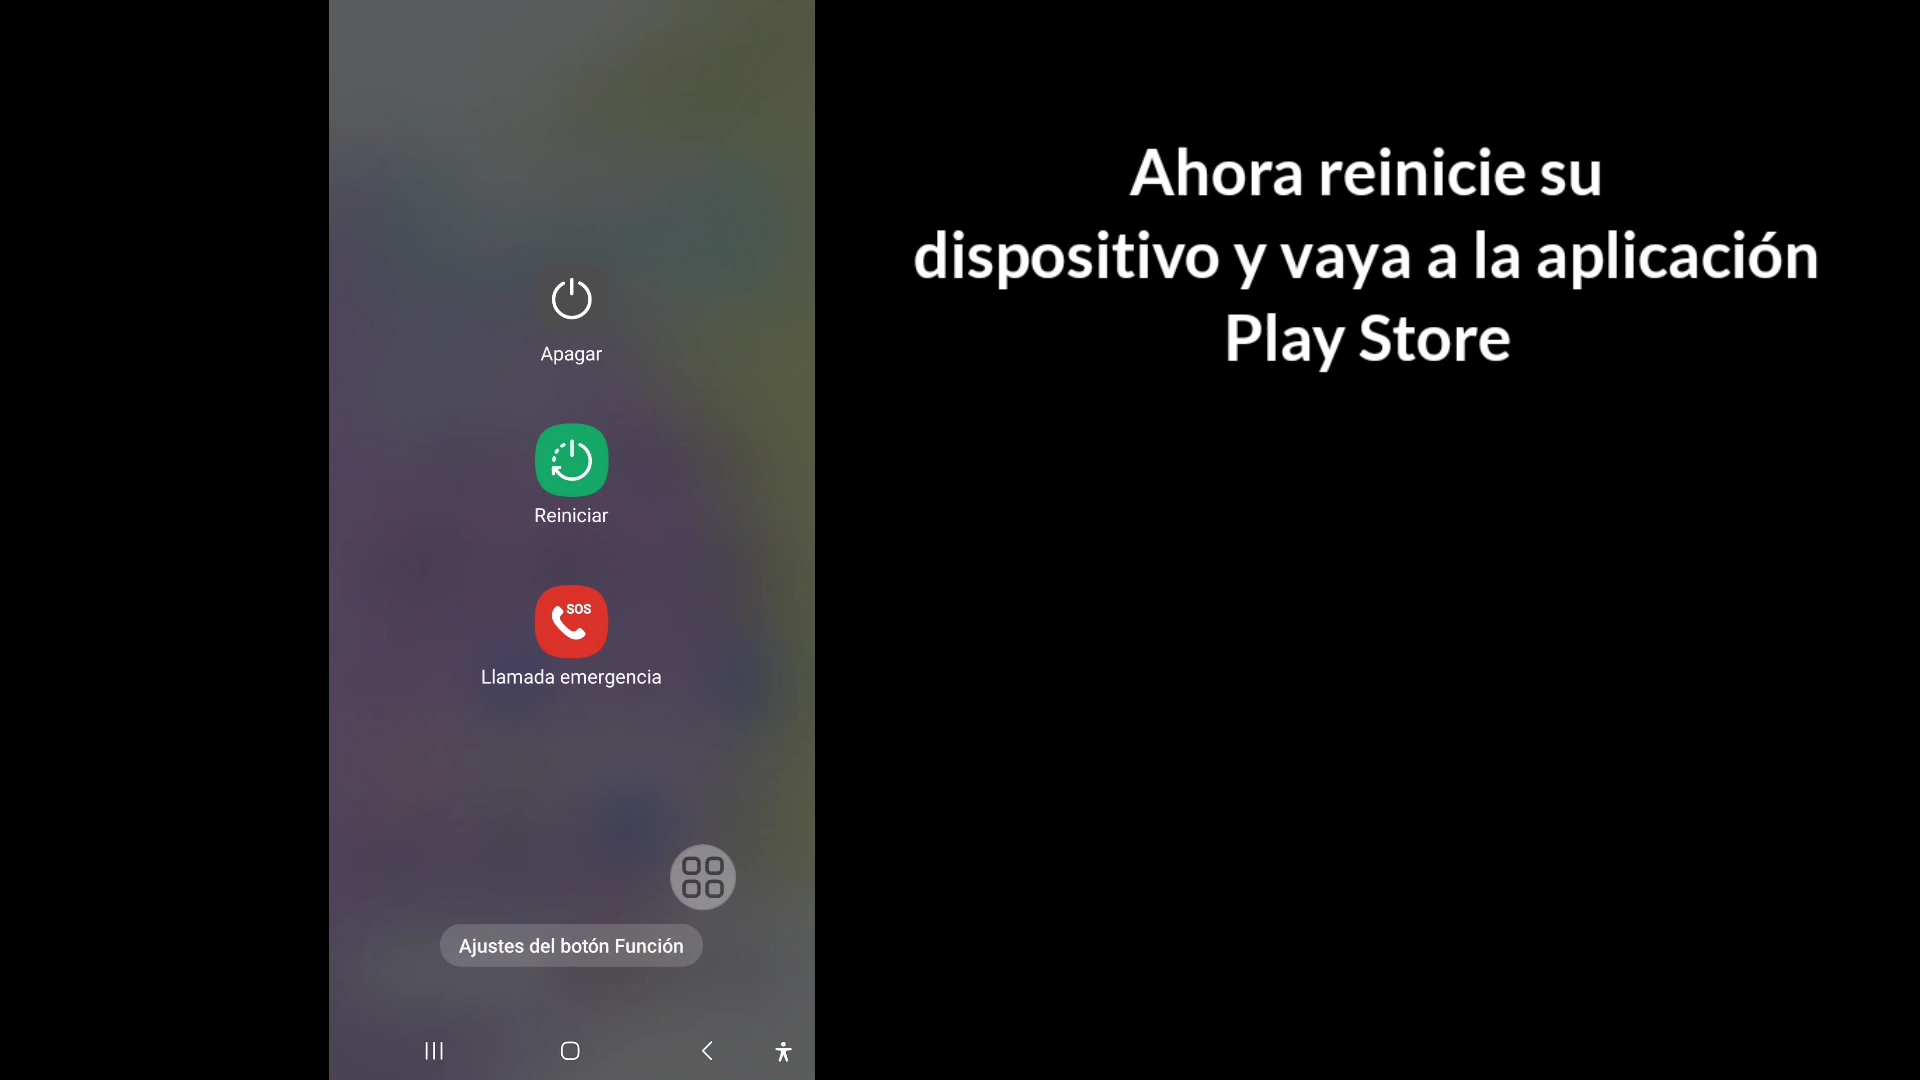 Apagar
Reiniciar
SOS
Llamada emergencia
Ajustes del botón Función
Ahora reinicie su
dispositivo y vaya a la aplicación
Play Store